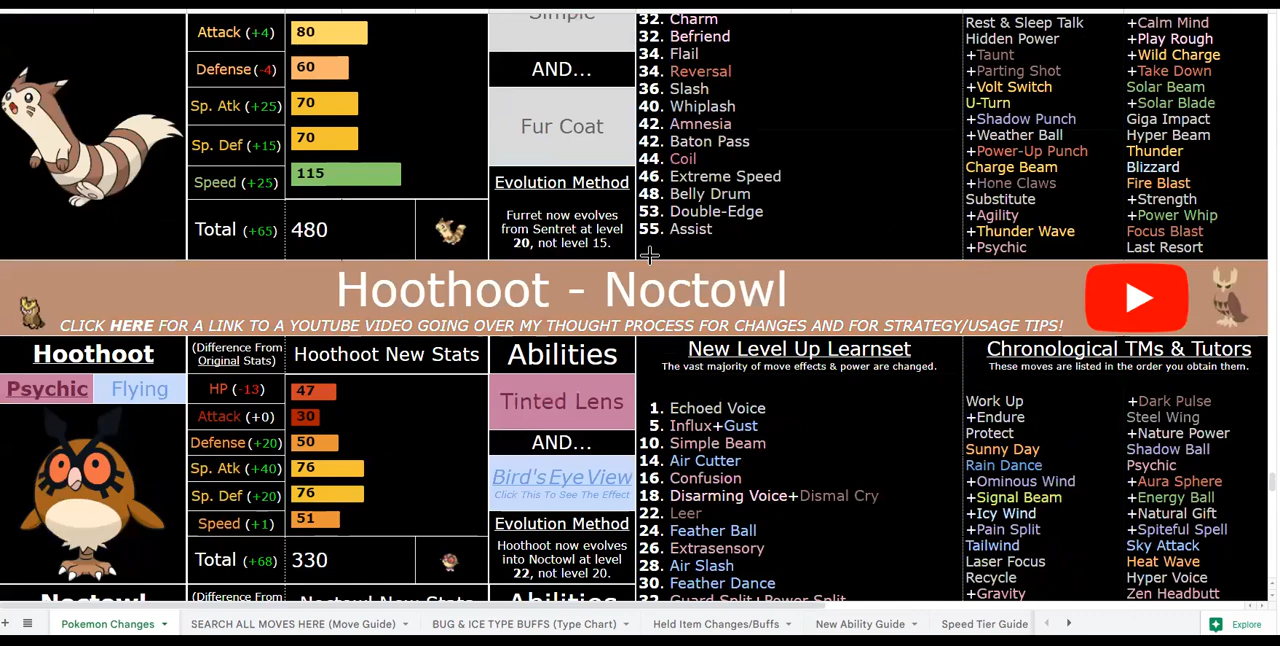 Attack (+4) 80
Defense (-4) 60
Sp. Atk (+25) 70
Sp. Def (+15) 70
Speed (+25) 115
Total (+65) 480
Simple
AND...
Fur Coat
Evolution Method
Furret now evolves
from Sentret at level
20, not level 15.
32. Charm
32. Befriend
34. Flail
34. Reversal
36. Slash
40. Whiplash
42. Amnesia
42. Baton Pass
44. Coil
46. Extreme Speed
48. Belly Drum
53. Double-Edge
55. Assist
Rest & Sleep Talk
Hidden Power
+Taunt
+Parting Shot
+Volt Switch
U-Turn
+Shadow Punch
+Weather Ball
+Power-Up Punch
Charge Beam
+Hone Claws
Substitute
+Agility
+Thunder Wave
+Psychic
+Calm Mind
+Play Rough
+Wild Charge
+Take Down
Solar Beam
+Solar Blade
Giga Impact
Hyper Beam
Thunder
Blizzard
Fire Blast
+Strength
+Power Whip
Focus Blast
Last Resort
Hoothoot - Noctowl
CLICK HERE FOR A LINK TO A YOUTUBE VIDEO GOING OVER MY THOUGHT PROCESS FOR CHANGES AND FOR STRATEGY/USAGE TIPS!
Hoothoot
Psychic Flying
(Difference From
Original Stats)
Hoothoot New Stats
HP (-13) 47
Attack (+0) 30
Defense (+20) 50
Sp. Atk (+40) 76
Sp. Def (+20) 76
Speed (+1) 51
Total (+68) 330
Abilities
Tinted Lens
AND...
Bird's Eye View
Click This To See The Effect
Evolution Method
Hoothoot now evolves
into Noctowl at level
22, not level 20.
New Level Up Learnset
The vast majority of move effects & power are changed.
1. Echoed Voice
5. Influx+Gust
10. Simple Beam
14. Air Cutter
16. Confusion
18. Disarming Voice+Dismal Cry
22. Leer
24. Feather Ball
26. Extrasensory
28. Air Slash
30. Feather Dance
32. Guard Split+Power Split
Chronological TMs & Tutors
These moves are listed in the order you obtain them.
Work Up
+Endure
Protect
Sunny Day
Rain Dance
+Ominous Wind
+Signal Beam
+Icy Wind
+Pain Split
Tailwind
Laser Focus
Recycle
+Gravity
+Dark Pulse
Steel Wing
+Nature Power
Shadow Ball
Psychic
+Aura Sphere
+Energy Ball
+Natural Gift
+Spiteful Spell
Sky Attack
Heat Wave
Hyper Voice
Zen Headbutt
Noctowl
(Difference From
Noctowl New Stats
Abilities
Pokemon Changes
SEARCH ALL MOVES HERE (Move Guide)
BUG & ICE TYPE BUFFS (Type Chart)
Held Item Changes/Buffs
New Ability Guide
Speed Tier Guide
Explore